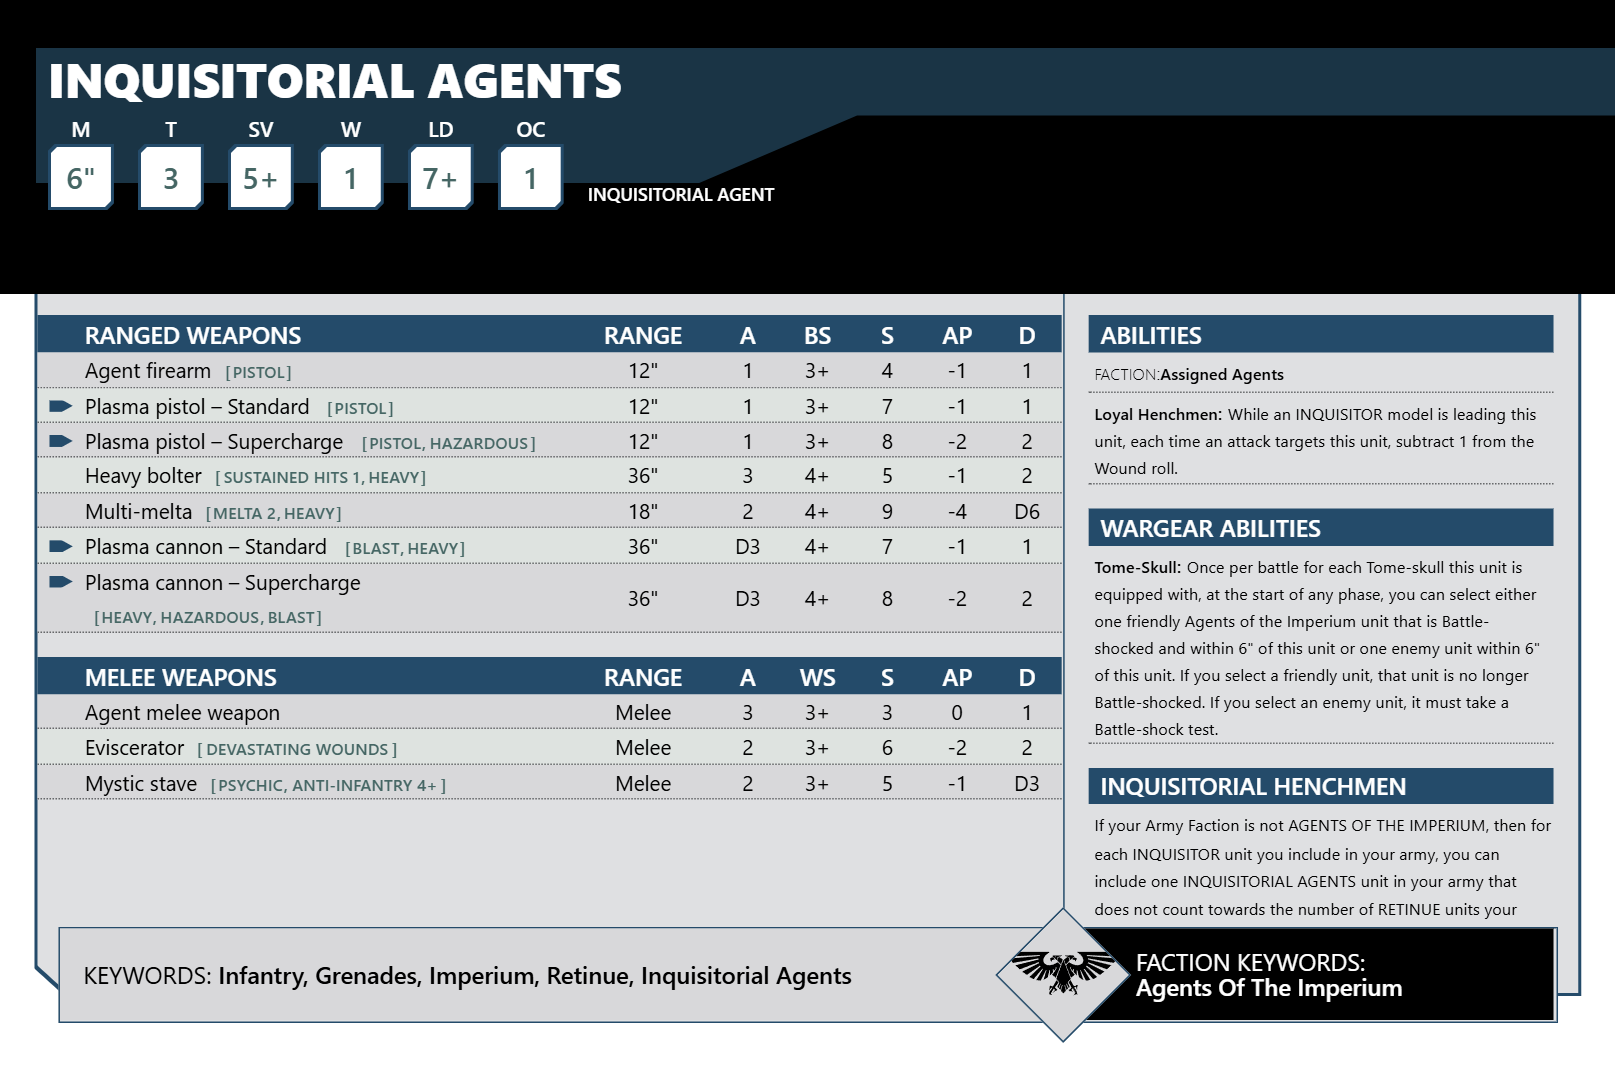 INQUISITORIAL AGENTS
M T SV W LD OC
6" 3 5+ 1 7+ 1
INQUISITORIAL AGENT
RANGED WEAPONS RANGE A BS S AP D
Agent firearm [PISTOL] 12" 1 3+ 4 -1 1
Plasma pistol – Standard [PISTOL] 12" 1 3+ 7 -1 1
Plasma pistol – Supercharge [PISTOL, HAZARDOUS] 12" 1 3+ 8 -2 2
Heavy bolter [SUSTAINED HITS 1, HEAVY] 36" 3 4+ 5 -1 2
Multi-melta [MELTA 2, HEAVY] 18" 2 4+ 9 -4 D6
Plasma cannon – Standard [BLAST, HEAVY] 36" D3 4+ 7 -1 1
Plasma cannon – Supercharge
[HEAVY, HAZARDOUS, BLAST] 36" D3 4+ 8 -2 2
MELEE WEAPONS RANGE A WS S AP D
Agent melee weapon Melee 3 3+ 3 0 1
Eviscerator [DEVASTATING WOUNDS] Melee 2 3+ 6 -2 2
Mystic stave [PSYCHIC, ANTI-INFANTRY 4+] Melee 2 3+ 5 -1 D3
ABILITIES
FACTION:Assigned Agents
Loyal Henchmen: While an INQUISITOR model is leading this
unit, each time an attack targets this unit, subtract 1 from the
Wound roll.
WARGEAR ABILITIES
Tome-Skull: Once per battle for each Tome-skull this unit is
equipped with, at the start of any phase, you can select either
one friendly Agents of the Imperium unit that is Battle-
shocked and within 6" of this unit or one enemy unit within 6"
of this unit. If you select a friendly unit, that unit is no longer
Battle-shocked. If you select an enemy unit, it must take a
Battle-shock test.
INQUISITORIAL HENCHMEN
If your Army Faction is not AGENTS OF THE IMPERIUM, then for
each INQUISITOR unit you include in your army, you can
include one INQUISITORIAL AGENTS unit in your army that
does not count towards the number of RETINUE units your
KEYWORDS: Infantry, Grenades, Imperium, Retinue, Inquisitorial Agents
FACTION KEYWORDS:
Agents Of The Imperium